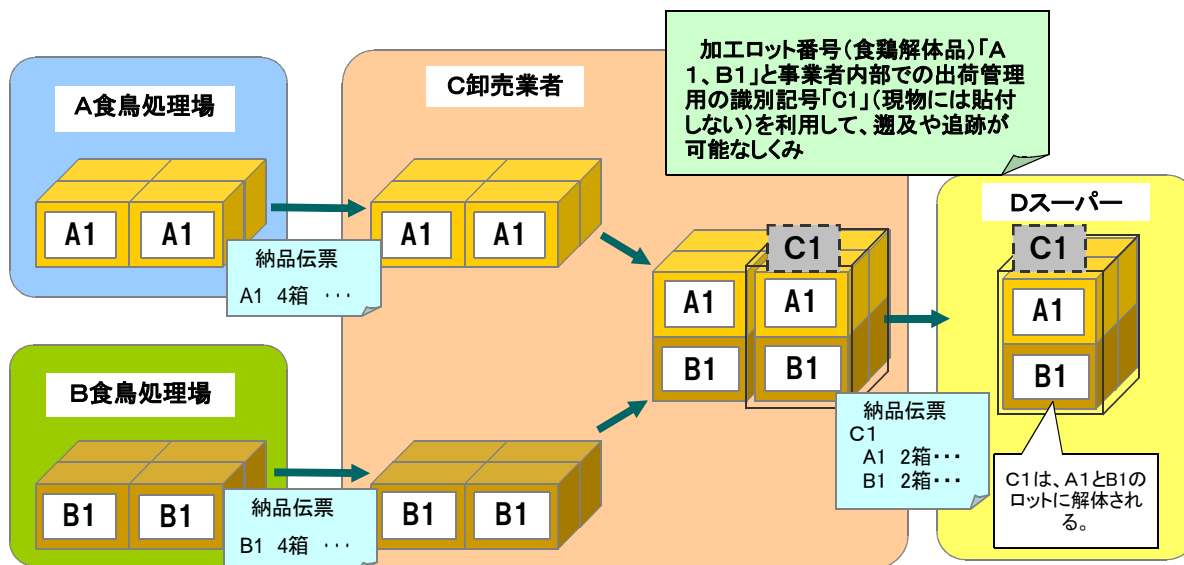 加工ロット番号(食鶏解体品)「A
1、B1」と事業者内部での出荷管理
用の識別記号「C1」(現物には貼付
しない)を利用して、遡及や追跡が
可能なしくみ
A食鳥処理場
A1 A1
納品伝票
A1 4箱 ・・・
B食鳥処理場
B1 B1
納品伝票
B1 4箱 ・・・
C卸売業者
A1 A1
B1 B1
C1
A1 A1
B1 B1
納品伝票
C1
A1 2箱・・・
B1 2箱・・・
Dスーパー
C1
A1
B1
C1は、A1とB1の
ロットに解体され
る。